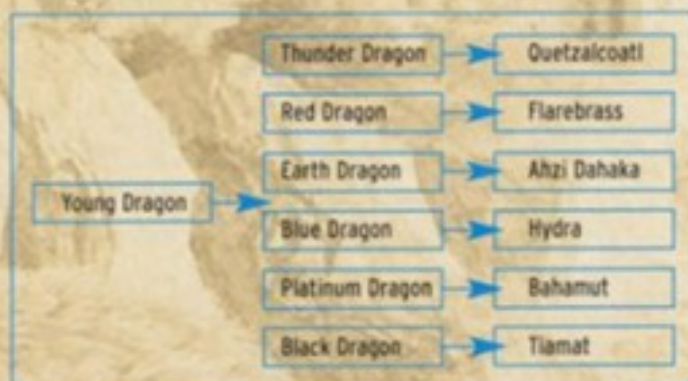 Thunder Dragon Quetzalcoatl
Red Dragon Flarebrass
Earth Dragon Ahzi Dahaka
Young Dragon
Blue Dragon Hydra
Platinum Dragon Bahamut
Black Dragon Tiamat